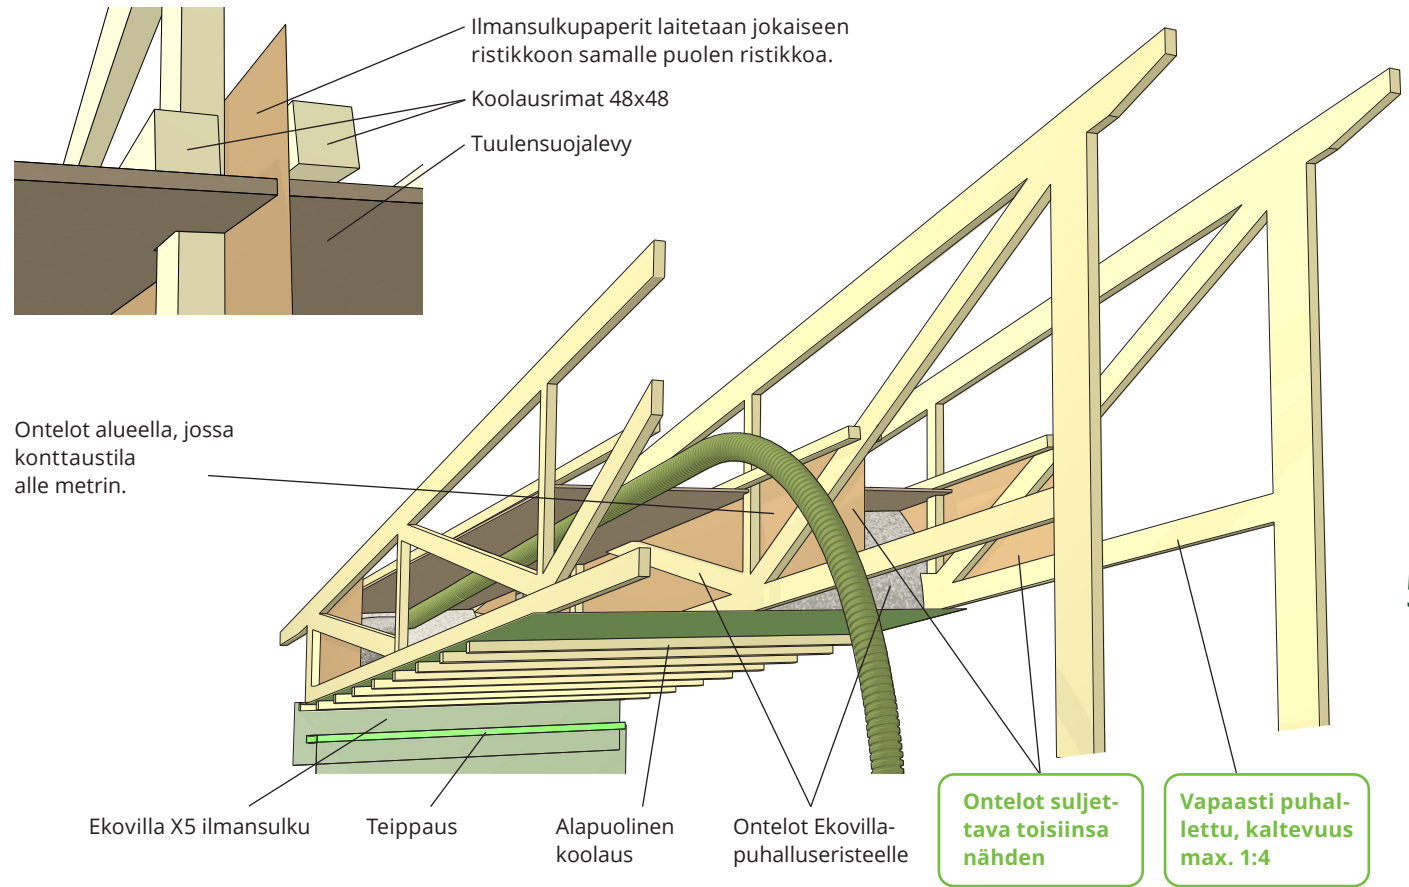 Ilmansulkupaperit laitetaan jokaiseen
ristikkoon samalle puolen ristikkoa.
Koolausrimat 48x48
Tuulensuojalevy
Ontelot alueella, jossa
konttaustila
alle metrin.
Ekovilla X5 ilmansulku
Teippaus
Alapuolinen
koolaus
Ontelot Ekovilla-
puhalluseristeelle
Ontelot suljet-
tava toisiinsa
nähden
Vapaasti puhal-
lettu, kaltevuus
max. 1:4